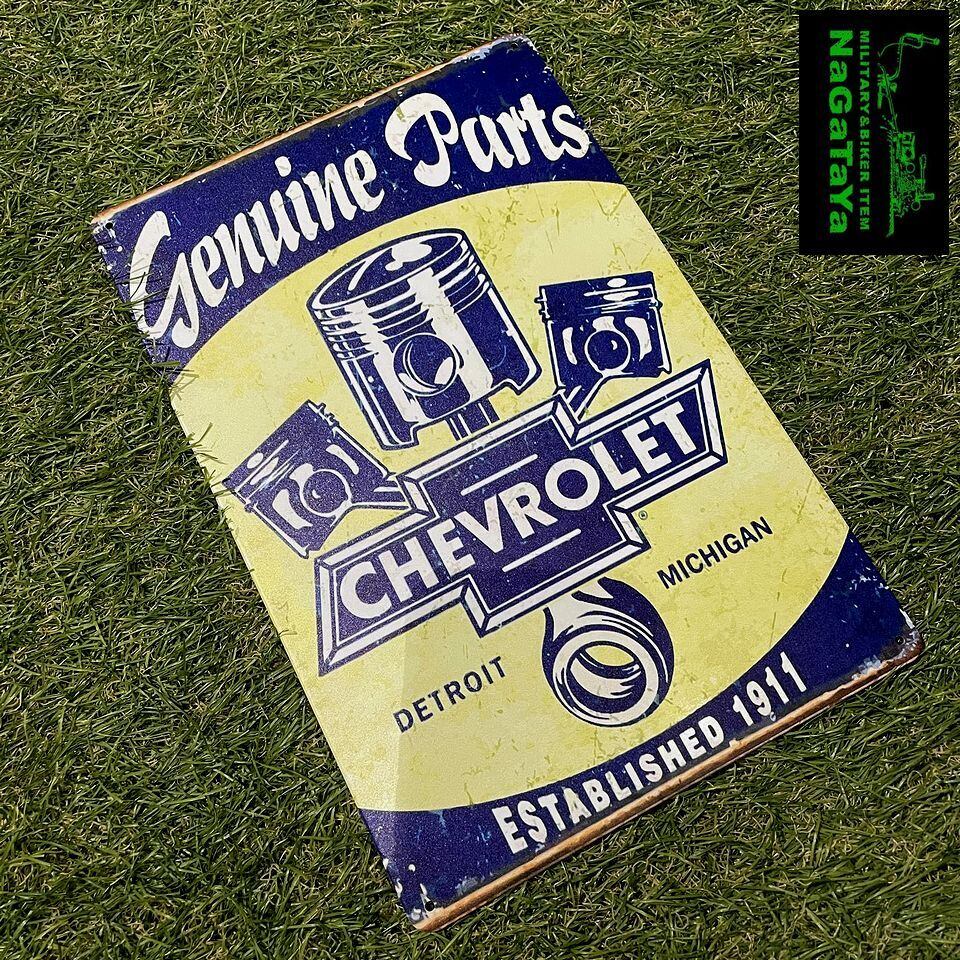 Genuine Parts
CHEVROLET
®
DETROIT
MICHIGAN
ESTABLISHED 1911
MILITARY&BIKER ITEM
NaGaTaYa